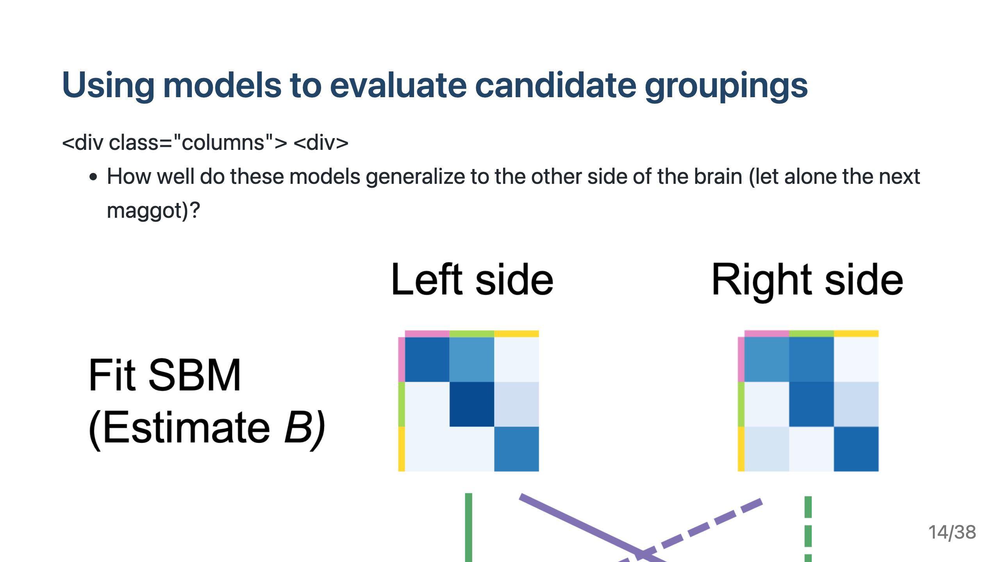 Using models to evaluate candidate groupings
<div class="columns"> <div>
• How well do these models generalize to the other side of the brain (let alone the next
maggot)?
Left side
Right side
Fit SBM
(Estimate B)
14/38